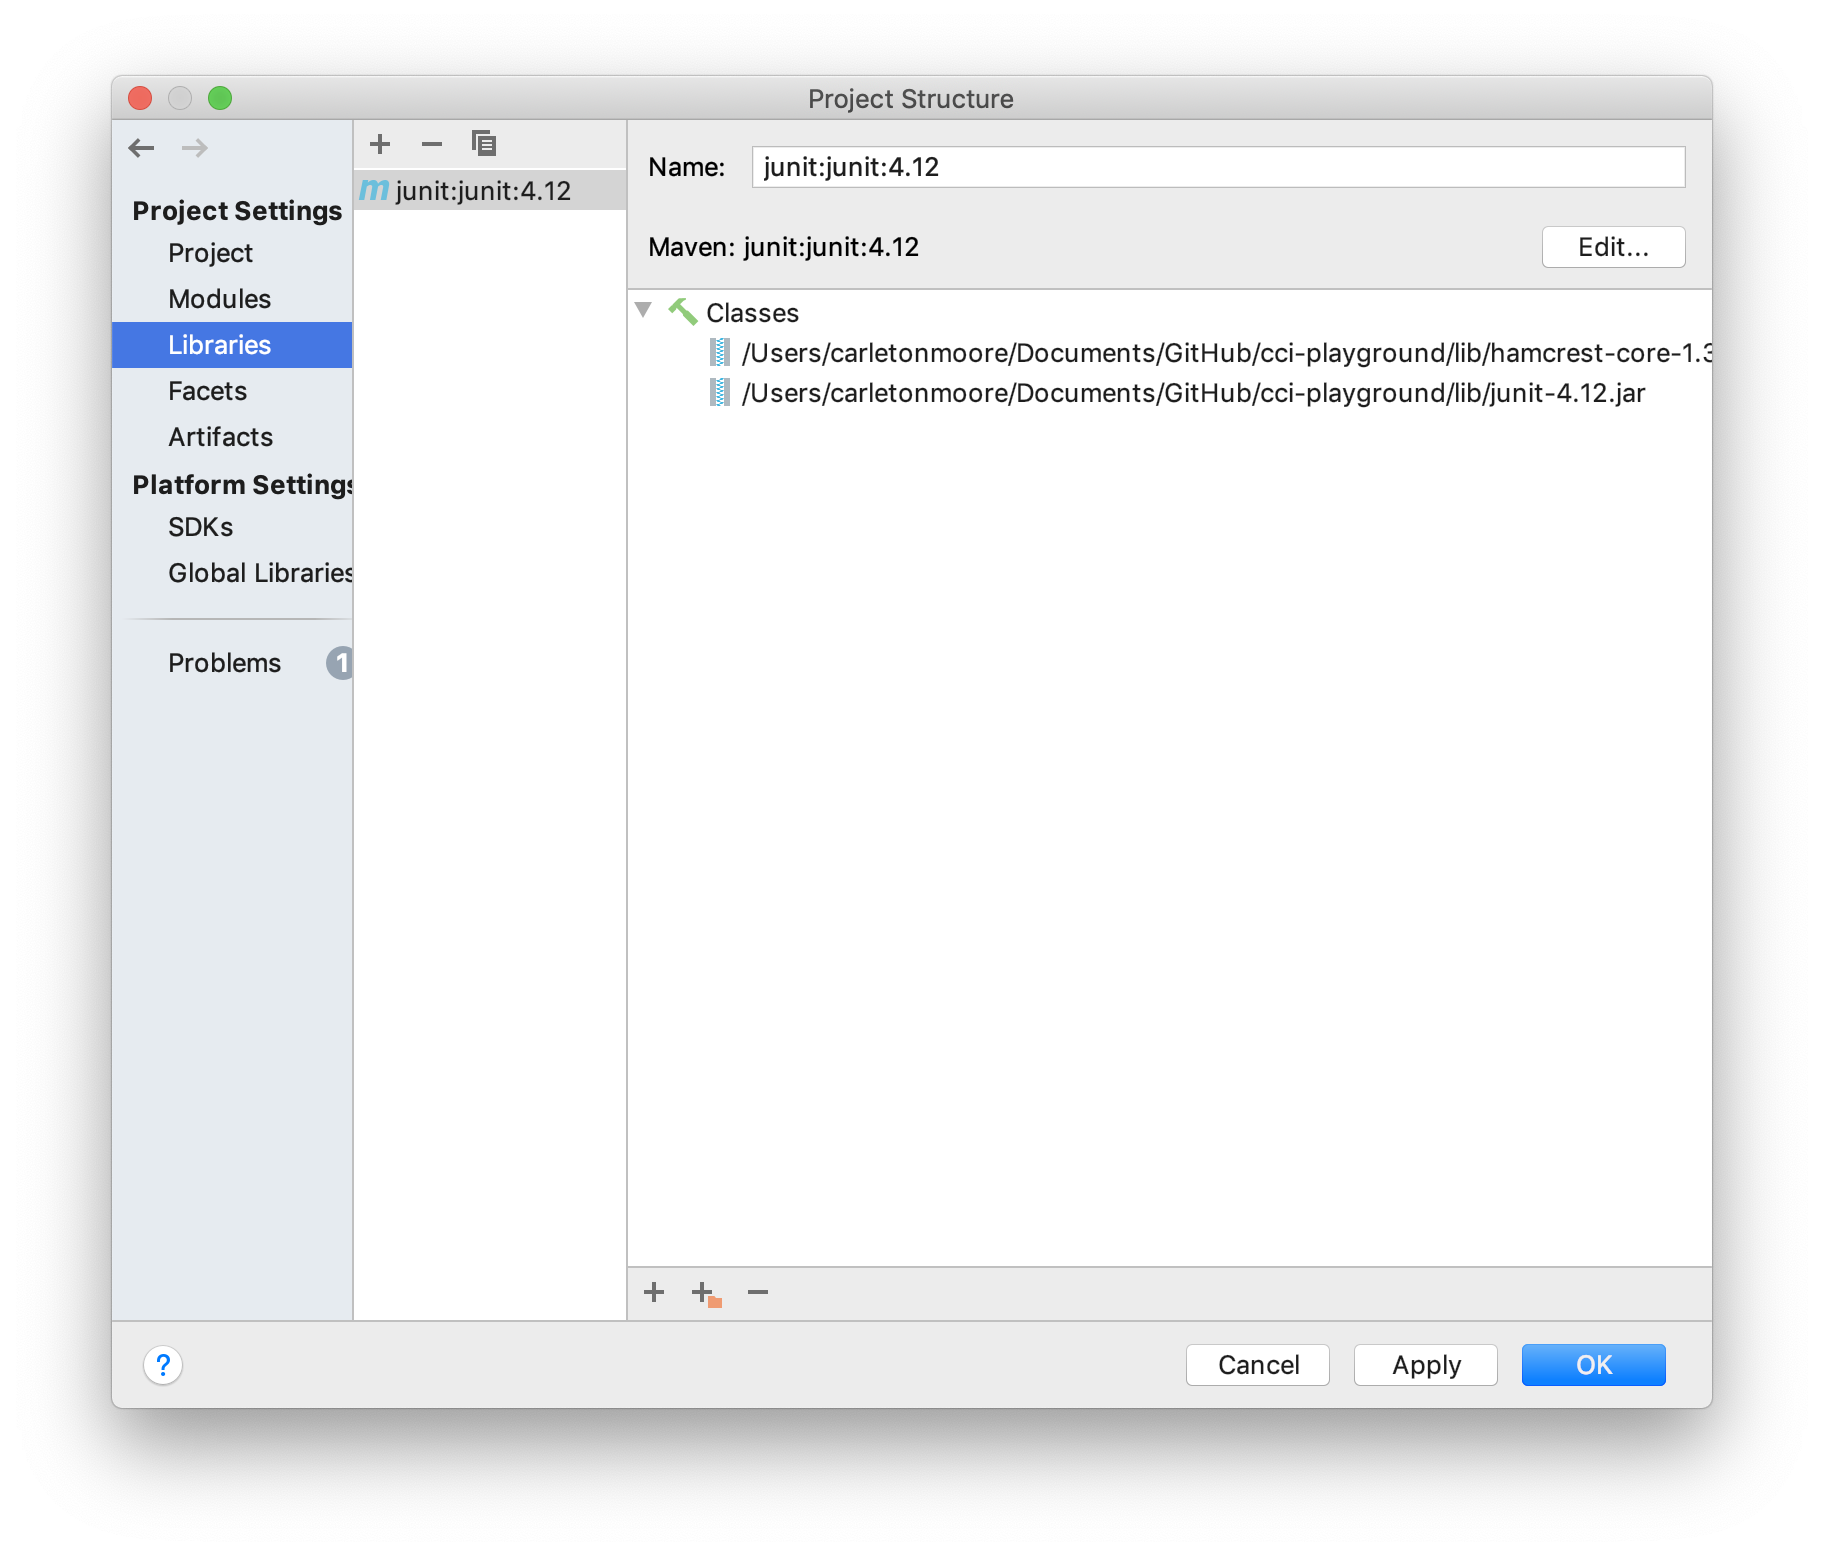 Project Structure
Project Settings
Project
Modules
Libraries
Facets
Artifacts
Platform Settings
SDKs
Global Libraries
Problems 1
m junit:junit:4.12
Name: junit:junit:4.12
Maven: junit:junit:4.12 Edit...
Classes
/Users/carletonmoore/Documents/GitHub/cci-playground/lib/hamcrest-core-1.3
/Users/carletonmoore/Documents/GitHub/cci-playground/lib/junit-4.12.jar
? Cancel Apply OK